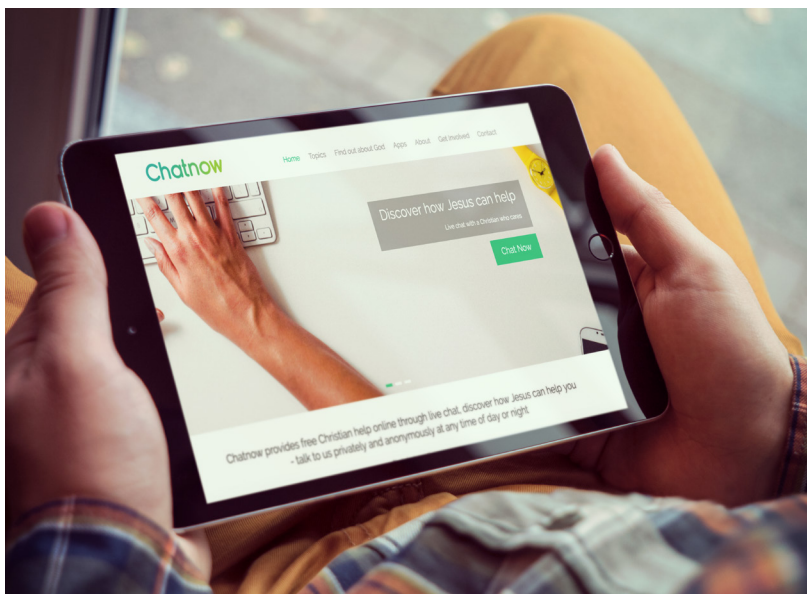 Chatnow
Home Topics Find out about God Apps About Get Involved Contact
Discover how Jesus can help
Live chat with a Christian who cares
Chat Now
Chatnow provides free Christian help online through live chat, discover how Jesus can help you
- talk to us privately and anonymously at any time of day or night